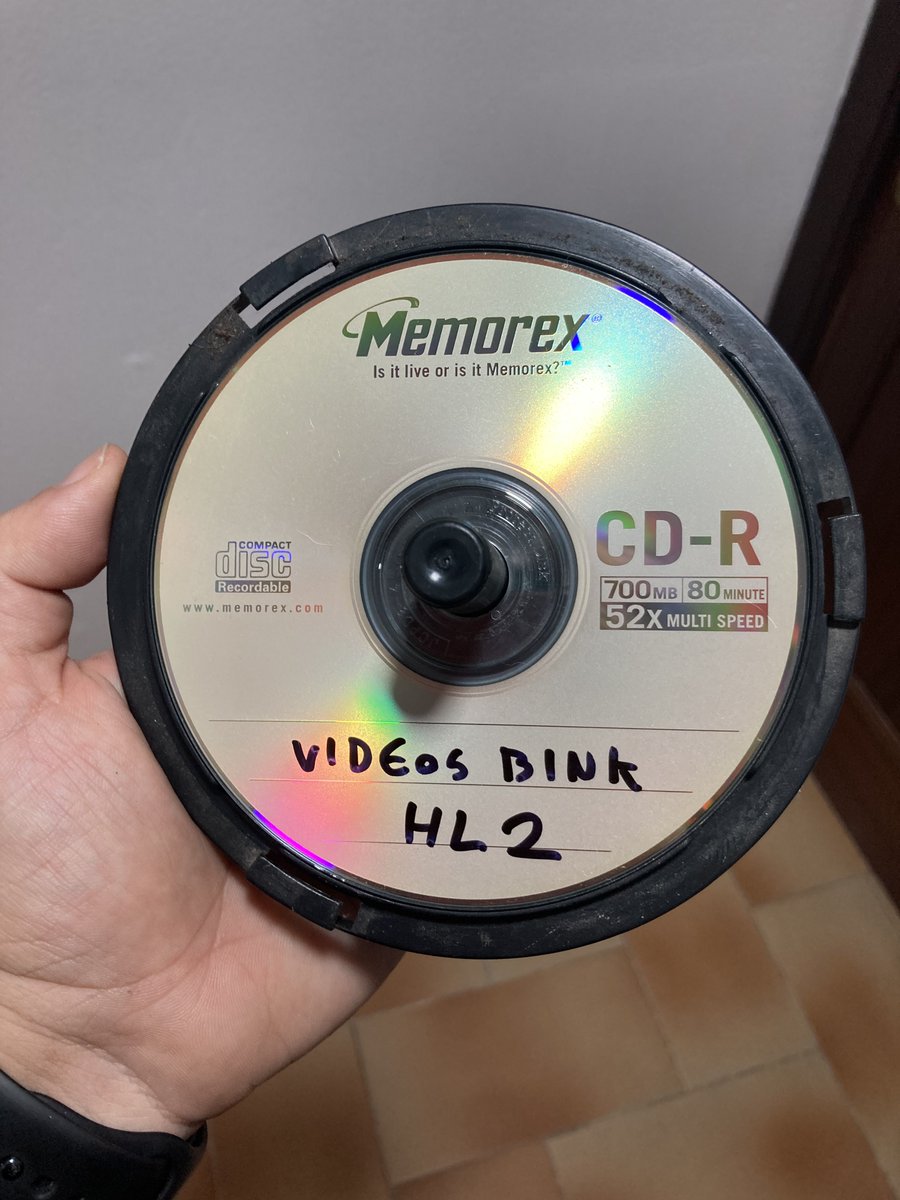 Memorex®
Is it live or is it Memorex?™
COMPACT
disc
Recordable
www.memorex.com
CD-R
700MB 80 MINUTE
52X MULTI SPEED
VIDEOS BINK
HL2